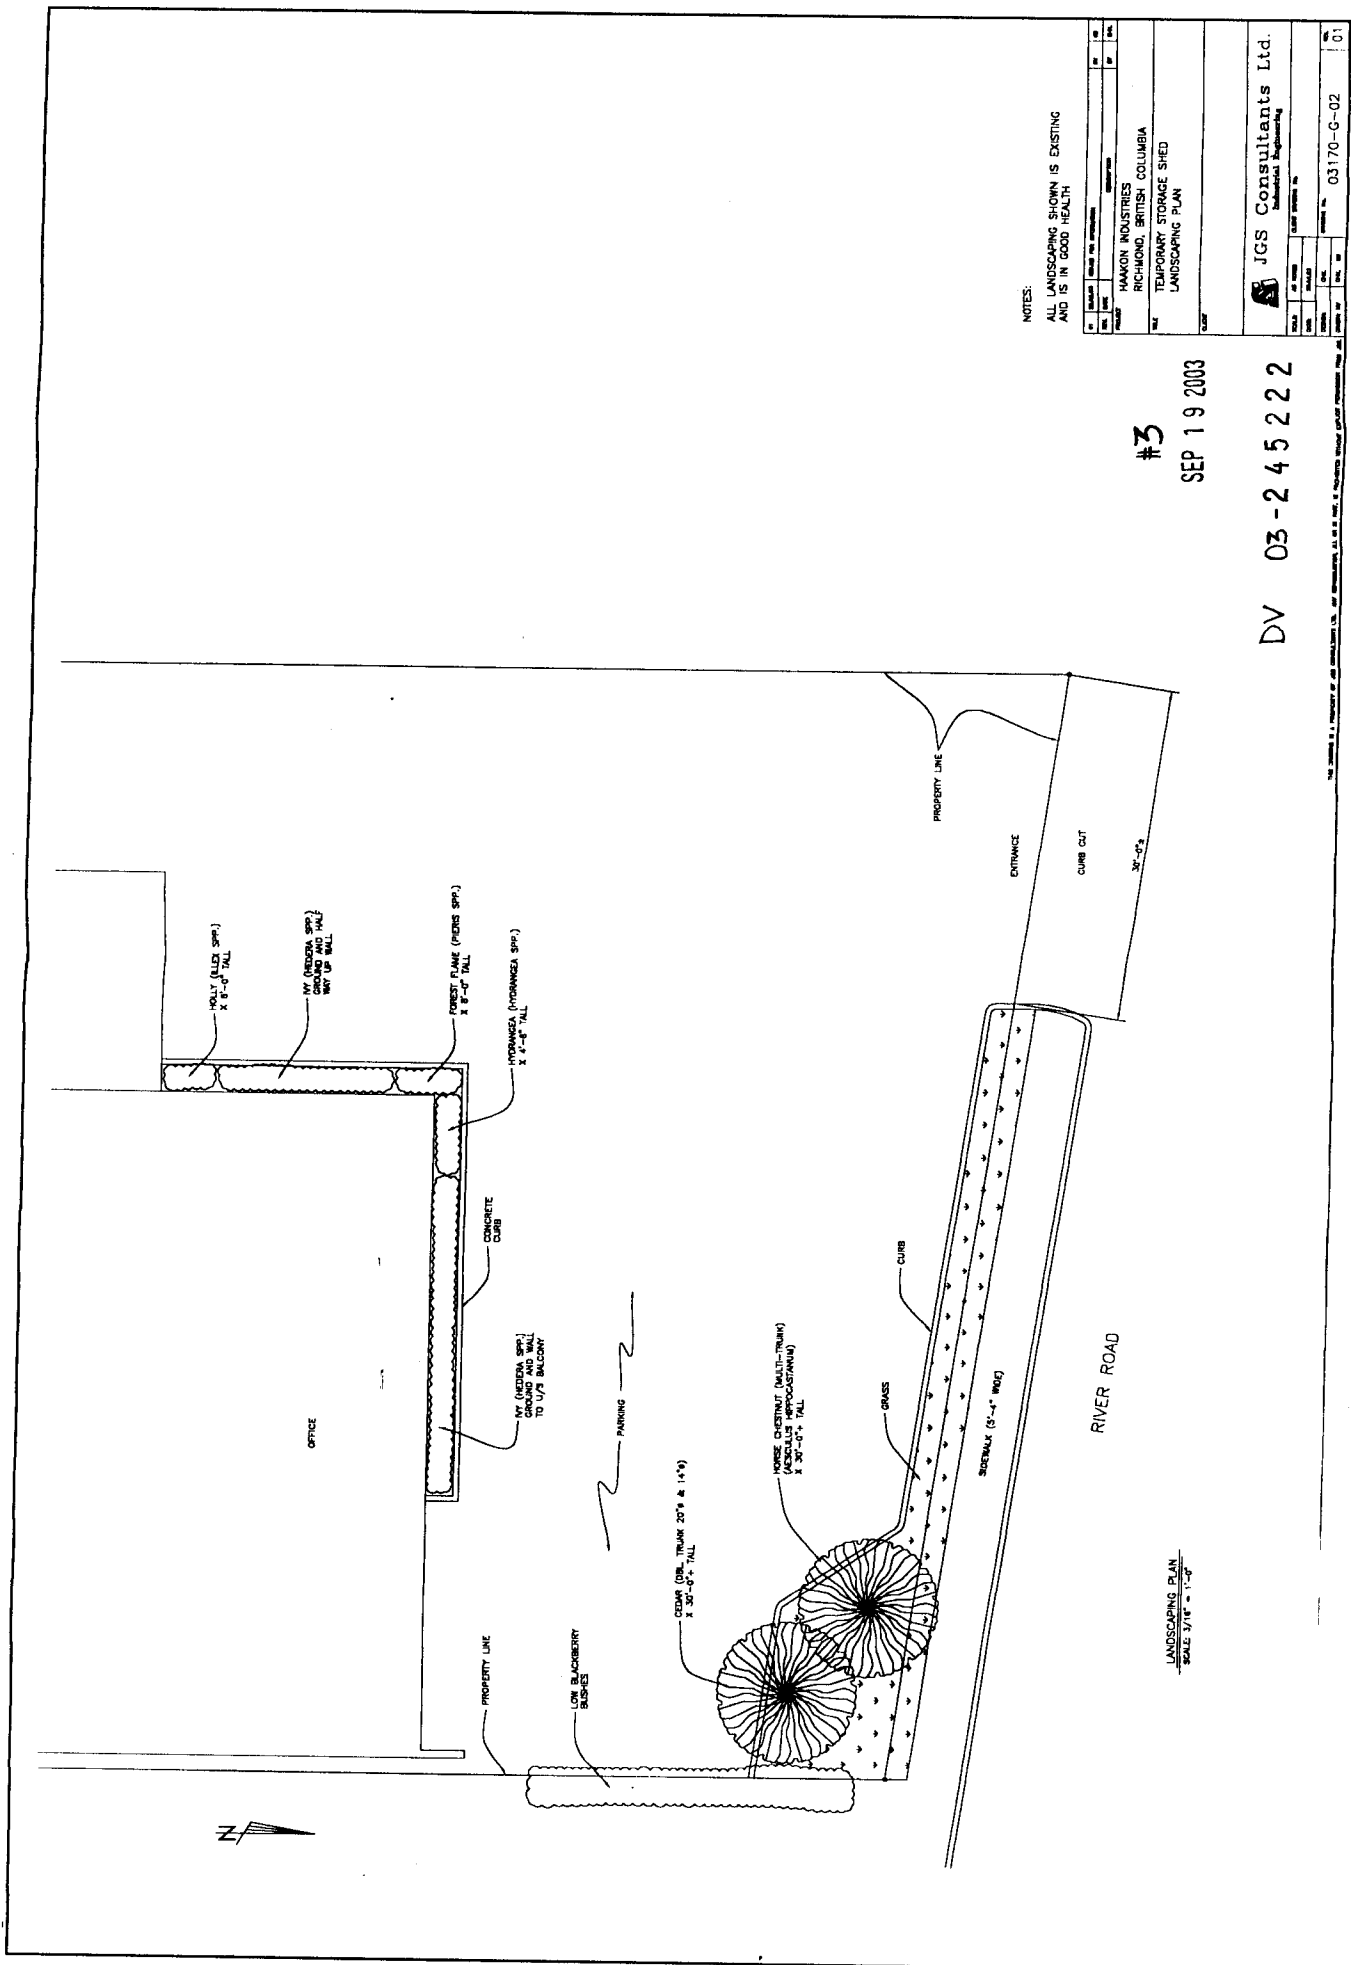 HOLLY (ILLEX SPP.)
X 8'-0" TALL
IVY (HEDERA SPP.)
GROUND AND HALF
WAY UP WALL
FOREST FLAME (PIERIS SPP.)
X 8'-0" TALL
HYDRANGEA (HYDRANGEA SPP.)
X 4'-6" TALL
CONCRETE
CURB
IVY (HEDERA SPP.)
GROUND AND WALL
TO U/S BALCONY
OFFICE
PARKING
PROPERTY LINE
LOW BLACKBERRY
BUSHES
CEDAR (DBL. TRUNK 20"ø & 14"ø)
X 30'-0"+ TALL
HORSE CHESTNUT (MULTI-TRUNK)
(AESCULUS HIPPOCASTANUM)
X 30'-0"+ TALL
GRASS
CURB
SIDEWALK (5'-4" WIDE)
RIVER ROAD
PROPERTY LINE
ENTRANCE
CURB CUT
30'-0"±
N
LANDSCAPING PLAN
SCALE: 3/16" = 1'-0"
NOTES:
ALL LANDSCAPING SHOWN IS EXISTING
AND IS IN GOOD HEALTH
#3
SEP 19 2003
DV 03-245222
PROJECT
HAAKON INDUSTRIES
RICHMOND, BRITISH COLUMBIA
TITLE
TEMPORARY STORAGE SHED
LANDSCAPING PLAN
CLIENT
JGS Consultants Ltd.
Industrial Engineering
03170-G-02
01